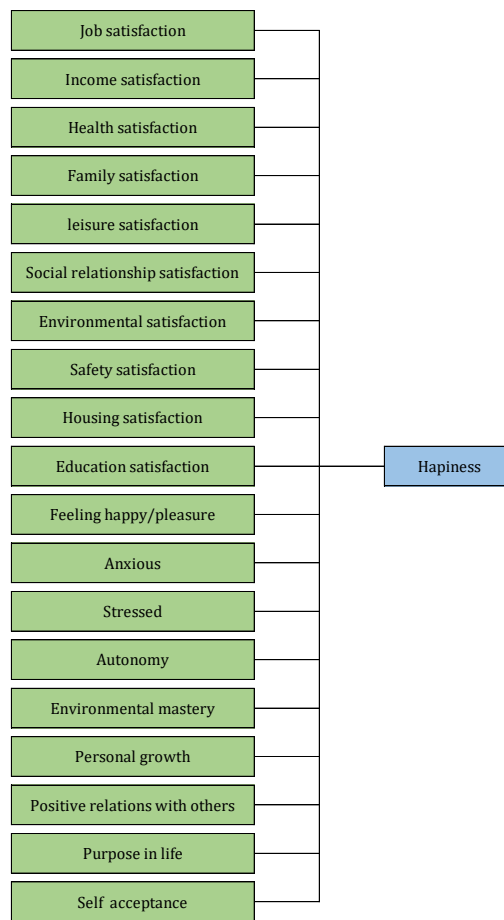 Job satisfaction
Income satisfaction
Health satisfaction
Family satisfaction
leisure satisfaction
Social relationship satisfaction
Environmental satisfaction
Safety satisfaction
Housing satisfaction
Education satisfaction
Hapiness
Feeling happy/pleasure
Anxious
Stressed
Autonomy
Environmental mastery
Personal growth
Positive relations with others
Purpose in life
Self acceptance